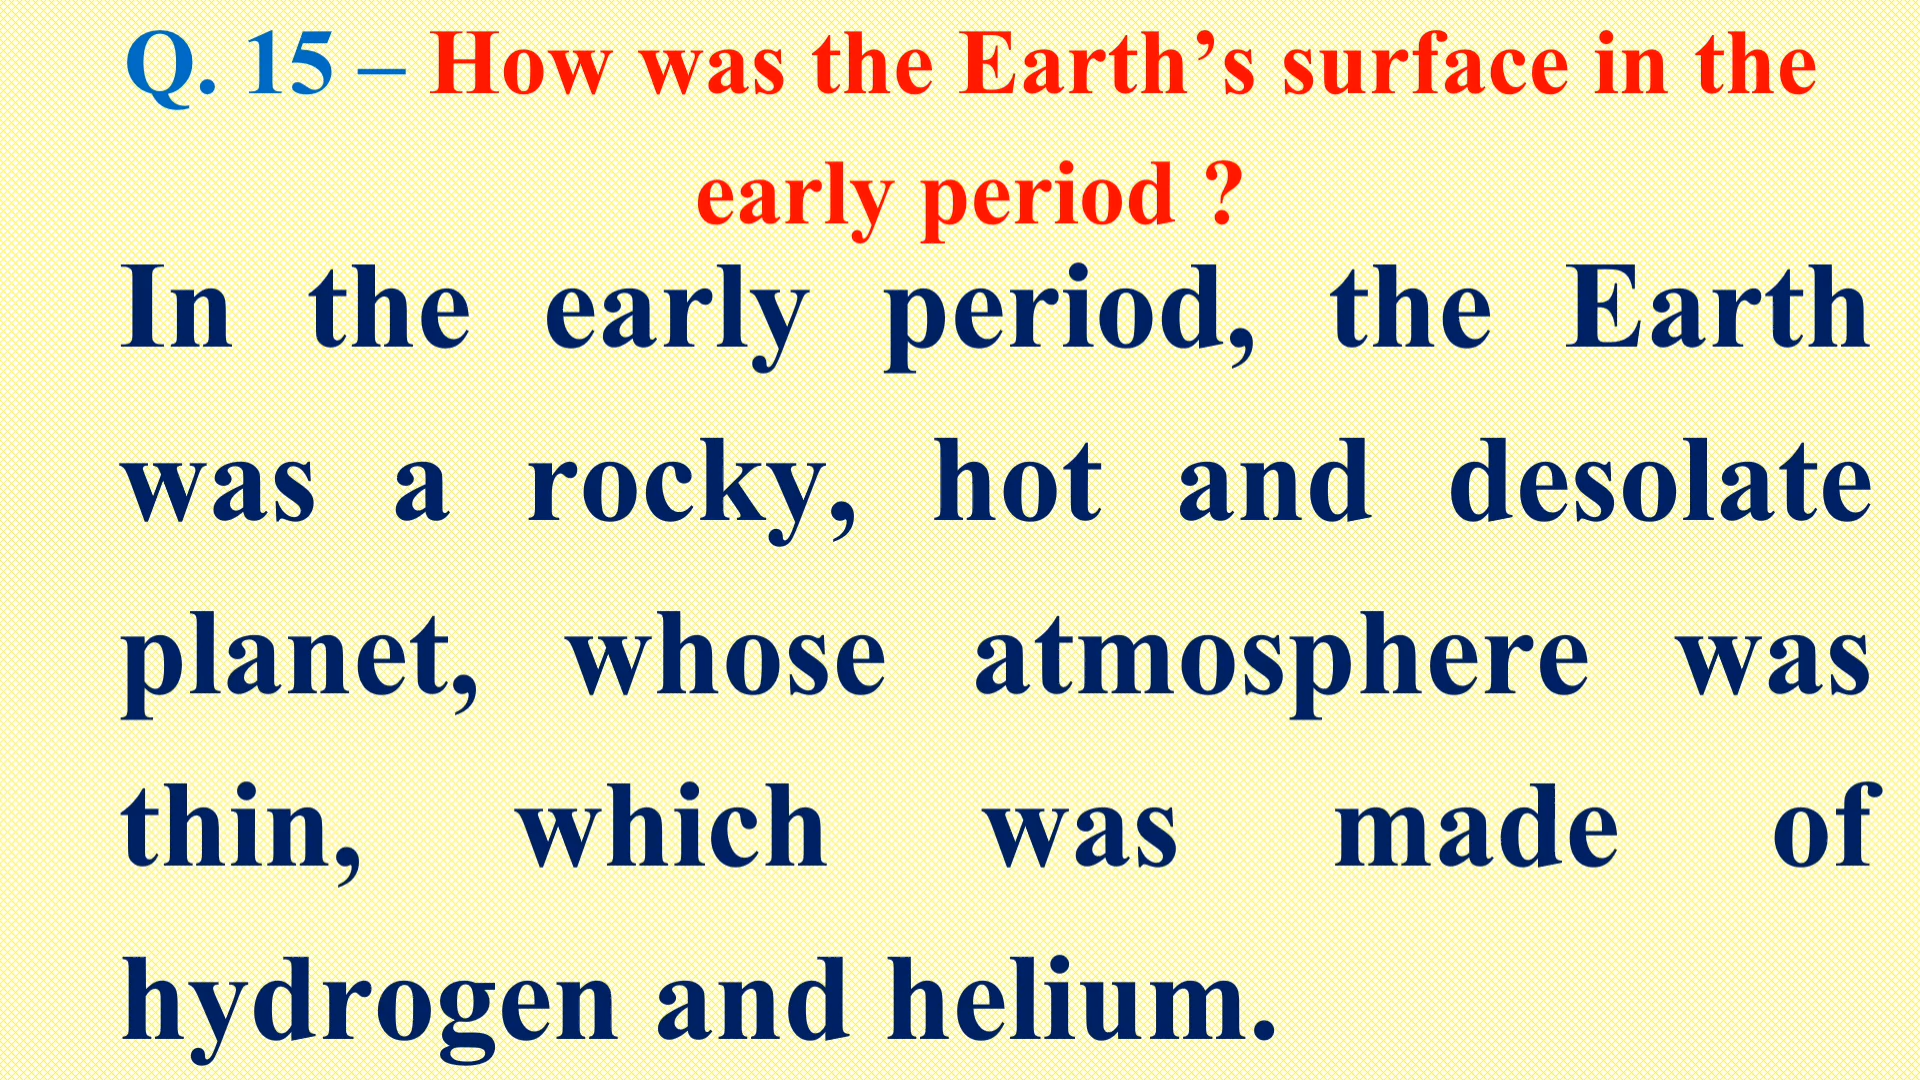 Q. 15 – How was the Earth’s surface in the
early period ?
In the early period, the Earth
was a rocky, hot and desolate
planet, whose atmosphere was
thin, which was made of
hydrogen and helium.